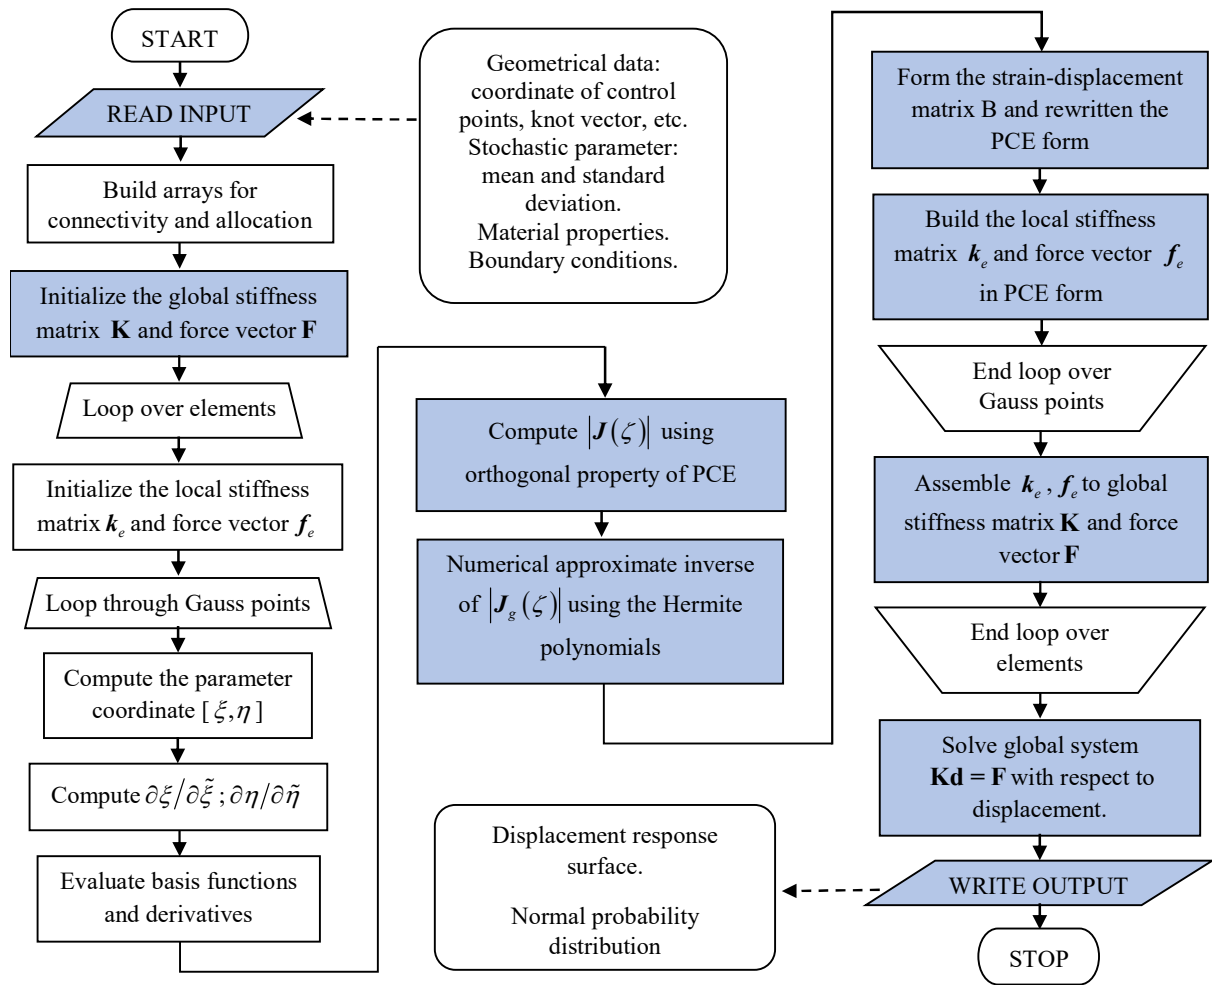 START
READ INPUT
Geometrical data:
coordinate of control
points, knot vector, etc.
Stochastic parameter:
mean and standard
deviation.
Material properties.
Boundary conditions.
Build arrays for
connectivity and allocation
Initialize the global stiffness
matrix K and force vector F
Loop over elements
Initialize the local stiffness
matrix kₑ and force vector fₑ
Loop through Gauss points
Compute the parameter
coordinate [ ξ,η ]
Compute ∂ξ/∂ξ̃ ; ∂η/∂η̃
Evaluate basis functions
and derivatives
Compute |J(ζ)| using
orthogonal property of PCE
Numerical approximate inverse
of |J_g(ζ)| using the Hermite
polynomials
Form the strain-displacement
matrix B and rewritten the
PCE form
Build the local stiffness
matrix kₑ and force vector fₑ
in PCE form
End loop over
Gauss points
Assemble kₑ , fₑ to global
stiffness matrix K and force
vector F
End loop over
elements
Solve global system
Kd = F with respect to
displacement.
WRITE OUTPUT
Displacement response
surface.
Normal probability
distribution
STOP